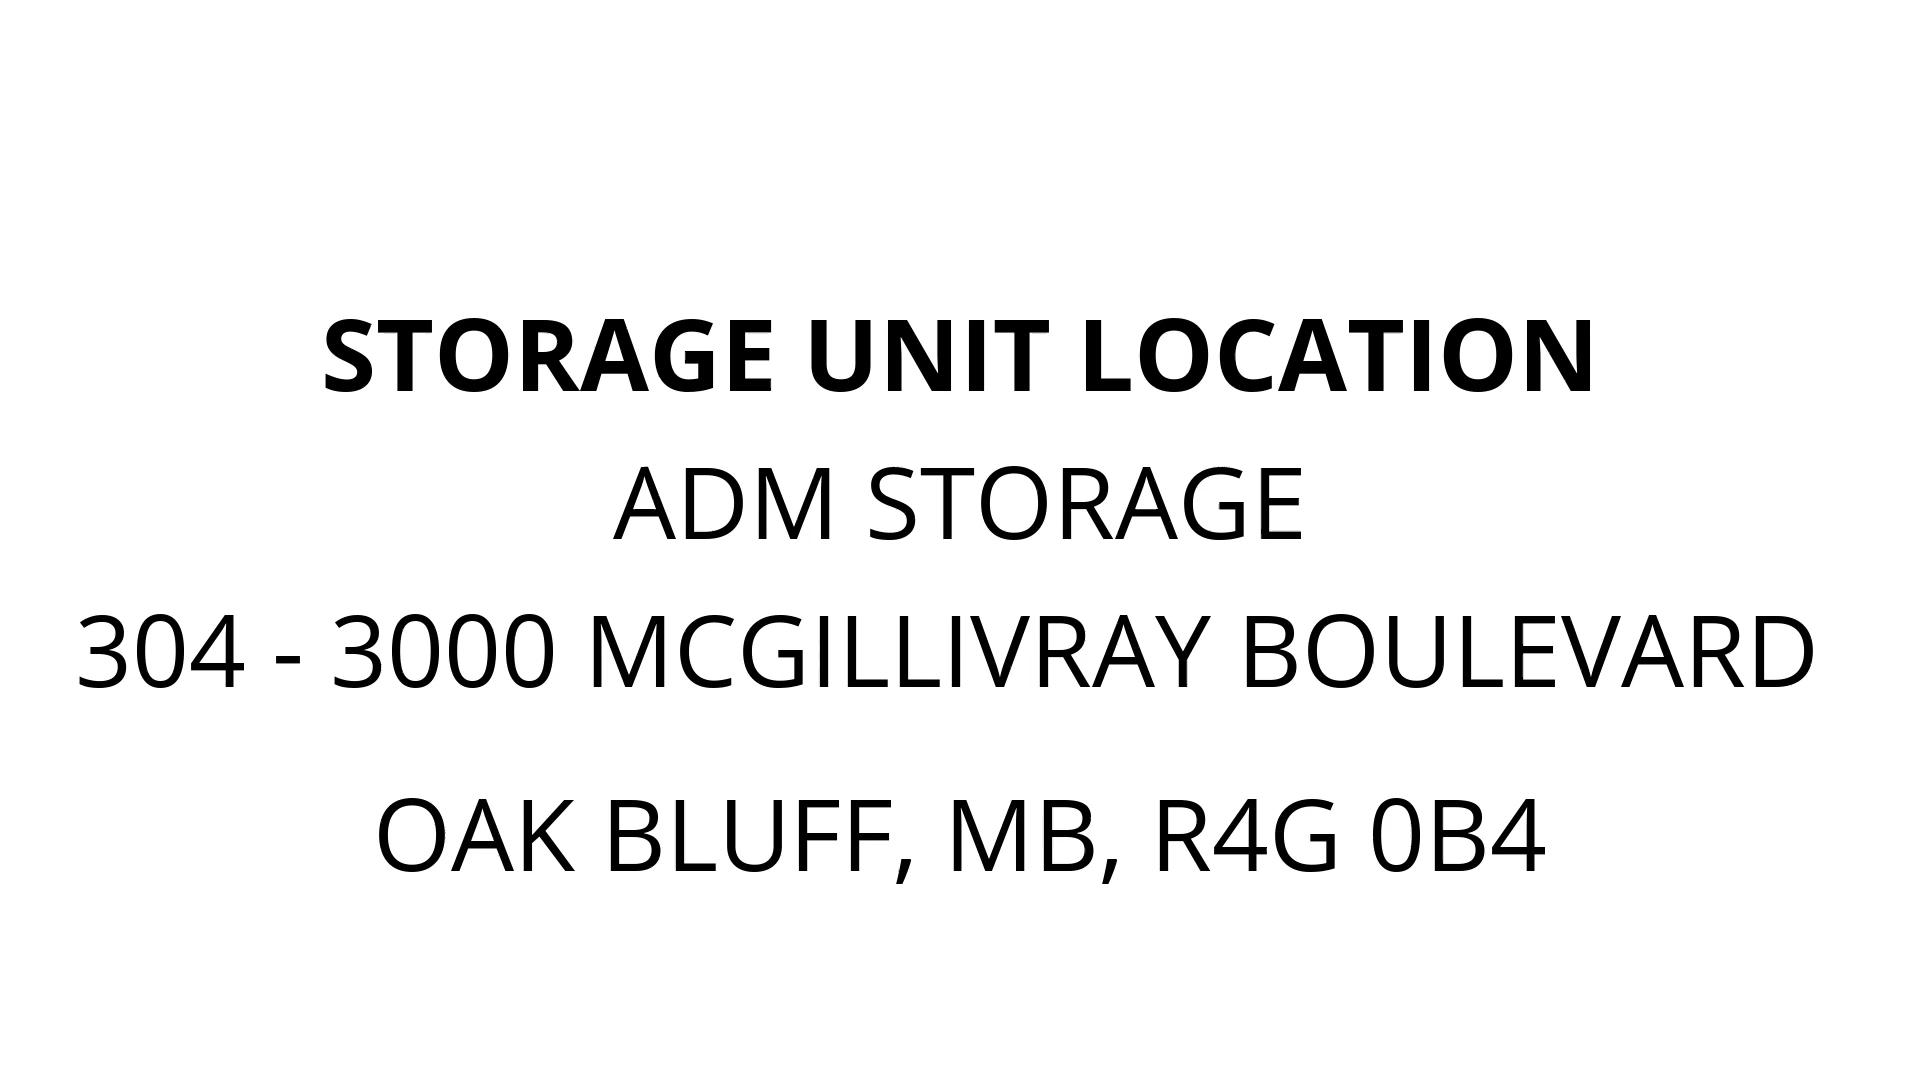 STORAGE UNIT LOCATION
ADM STORAGE
304 - 3000 MCGILLIVRAY BOULEVARD
OAK BLUFF, MB, R4G 0B4